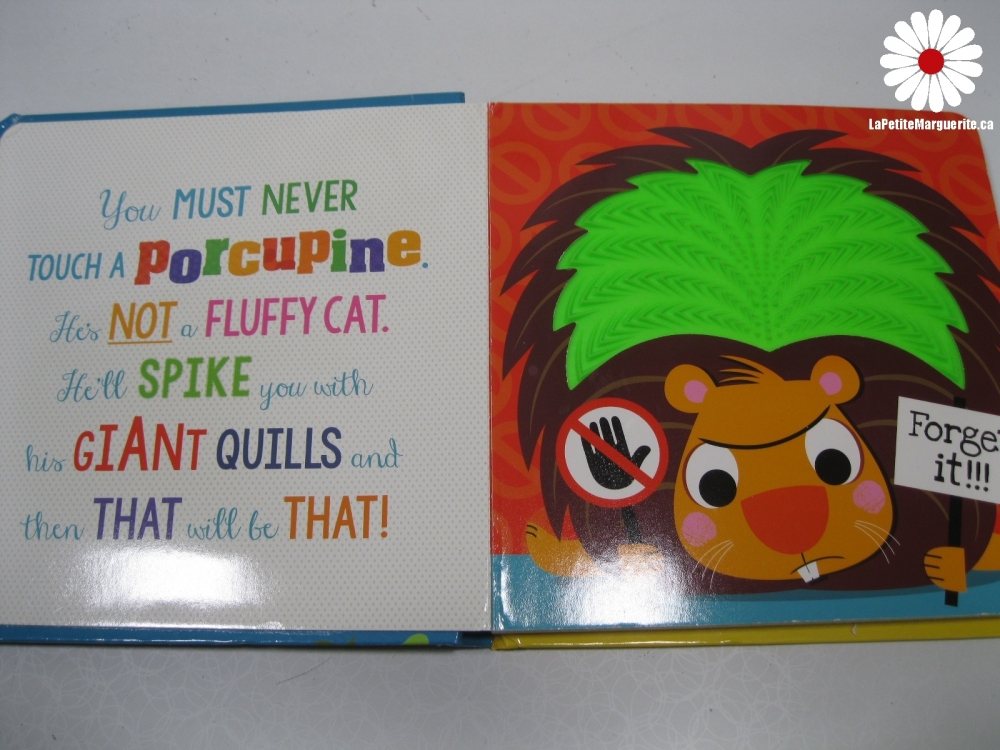 You MUST NEVER
TOUCH A PORCUPINE.
He's NOT a FLUFFY CAT.
He'll SPIKE you with
his GIANT QUILLS and
then THAT will be THAT!
Forget
it!!!
LaPetiteMarguerite.ca